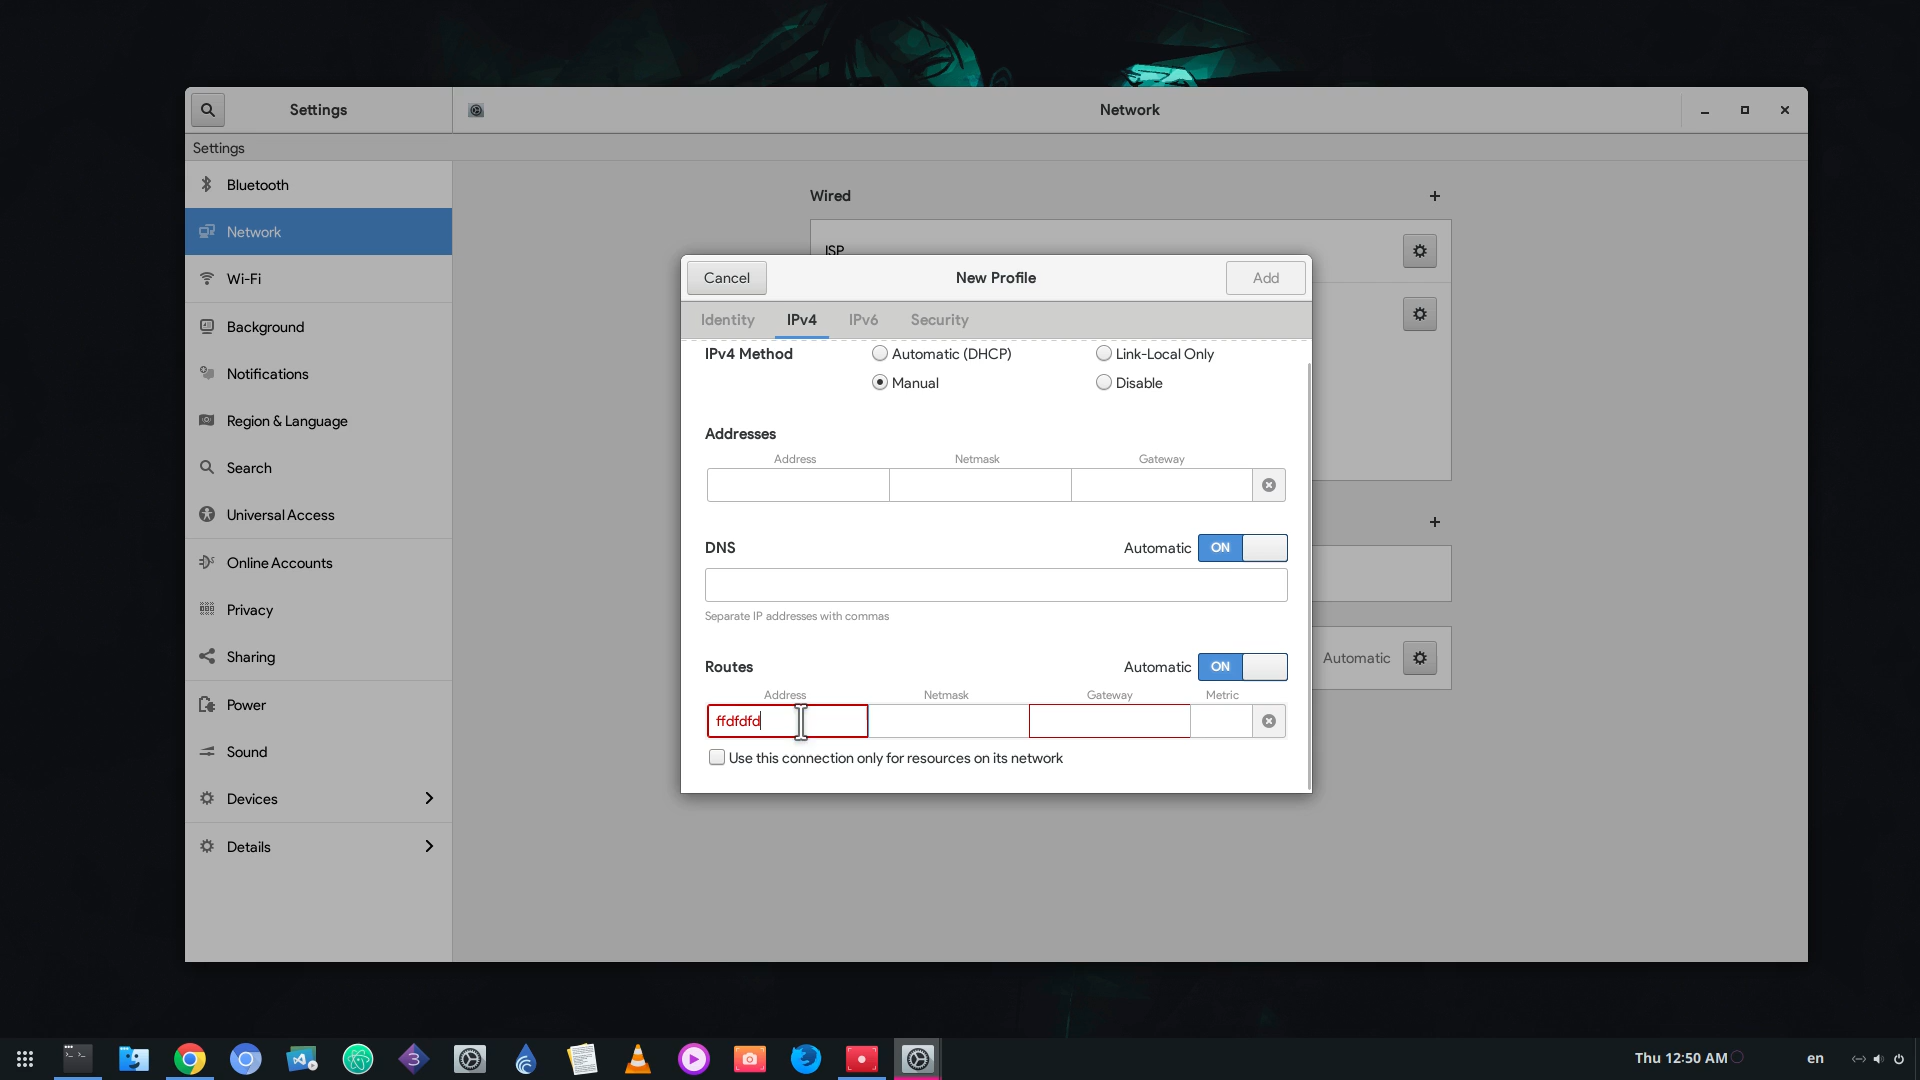 Settings
Network
Settings
Bluetooth
Network
Wi-Fi
Background
Notifications
Region & Language
Search
Universal Access
Online Accounts
Privacy
Sharing
Power
Sound
Devices
Details
Wired
ISP
Automatic
Cancel
New Profile
Add
Identity
IPv4
IPv6
Security
IPv4 Method
Automatic (DHCP)
Link-Local Only
Manual
Disable
Addresses
Address
Netmask
Gateway
DNS
Automatic
ON
Separate IP addresses with commas
Routes
Automatic
ON
Address
Netmask
Gateway
Metric
ffdfdfd
Use this connection only for resources on its network
3
Thu 12:50 AM
en